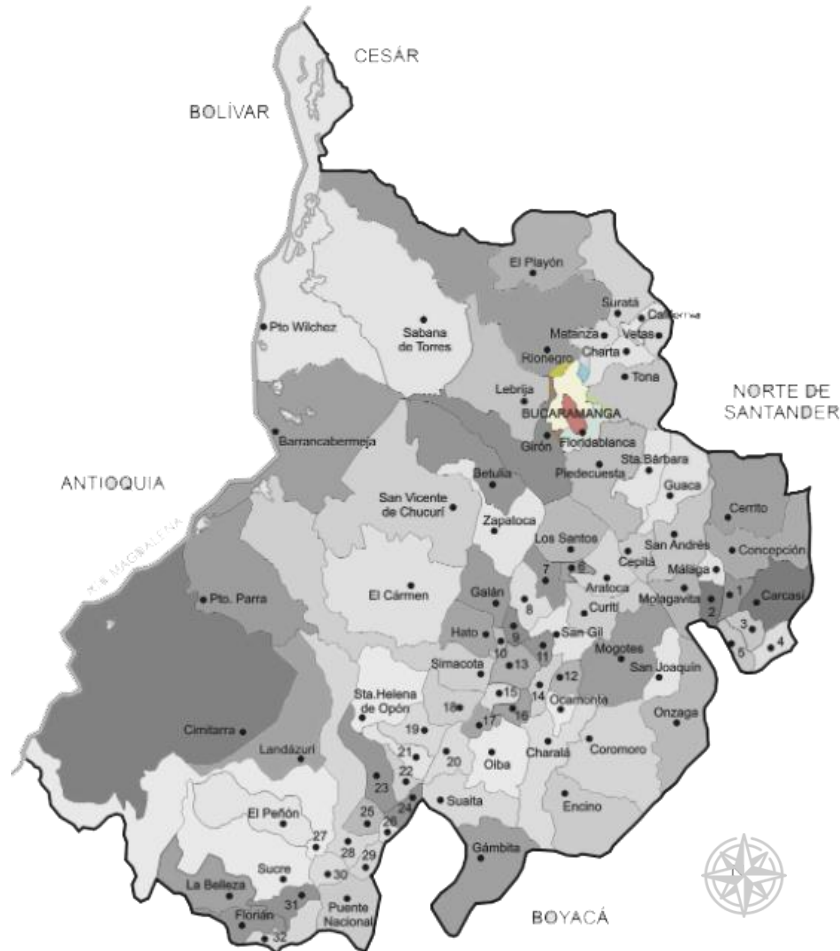 CESÁR
BOLÍVAR
El Playón
Suratá
California
Pto Wilchez
Sabana
de Torres
Matanza
Vetas
Rionegro
Charta
Lebrija
Tona
BUCARAMANGA
NORTE DE
SANTANDER
Barrancabermeja
Girón
Floridablanca
Betulia
Piedecuesta
Sta.Bárbara
ANTIOQUIA
Guaca
San Vicente
de Chucurí
Zapatoca
Cerrito
Los Santos
San Andrés
Concepción
Cepitá
Málaga
7
6
El Cármen
Galán
8
Aratoca
Molagavita
2
1
Carcasí
Pto. Parra
Curití
9
3
Hato
10
San Gil
5
4
11
Mogotes
Simacota
13
12
San Joaquín
Sta.Helena
de Opón
15
14
Ocamonte
18
16
Onzaga
17
Cimitarra
19
Landázuri
21
20
Oiba
Charalá
Coromoro
22
23
24
Suaita
Encino
El Peñón
25
26
27
28
Gámbita
Sucre
29
30
La Belleza
31
Puente
Nacional
Florián
32
BOYACÁ